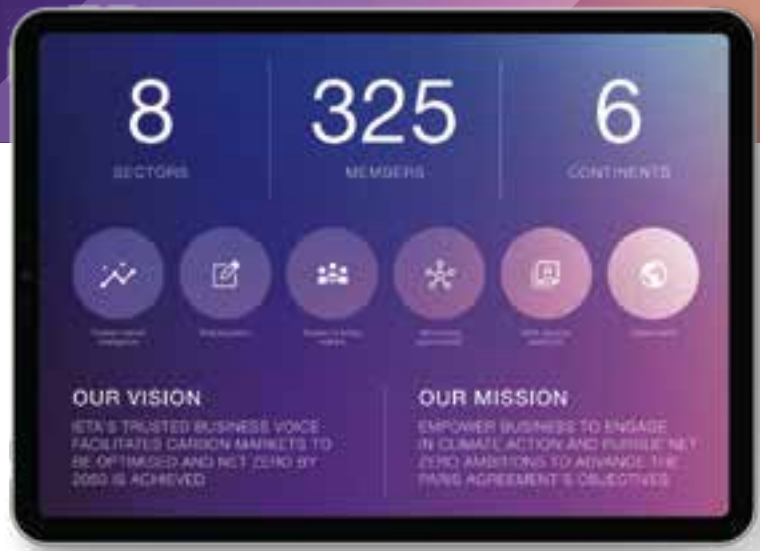 8
325
6
SECTORS
MEMBERS
CONTINENTS
OUR VISION
IETA'S TRUSTED BUSINESS VOICE
FACILITATES CARBON MARKETS TO
BE OPTIMISED AND NET ZERO BY
2050 IS ACHIEVED
OUR MISSION
EMPOWER BUSINESS TO ENGAGE
IN CLIMATE ACTION AND PURSUE NET
ZERO AMBITIONS TO ADVANCE THE
PARIS AGREEMENT'S OBJECTIVES